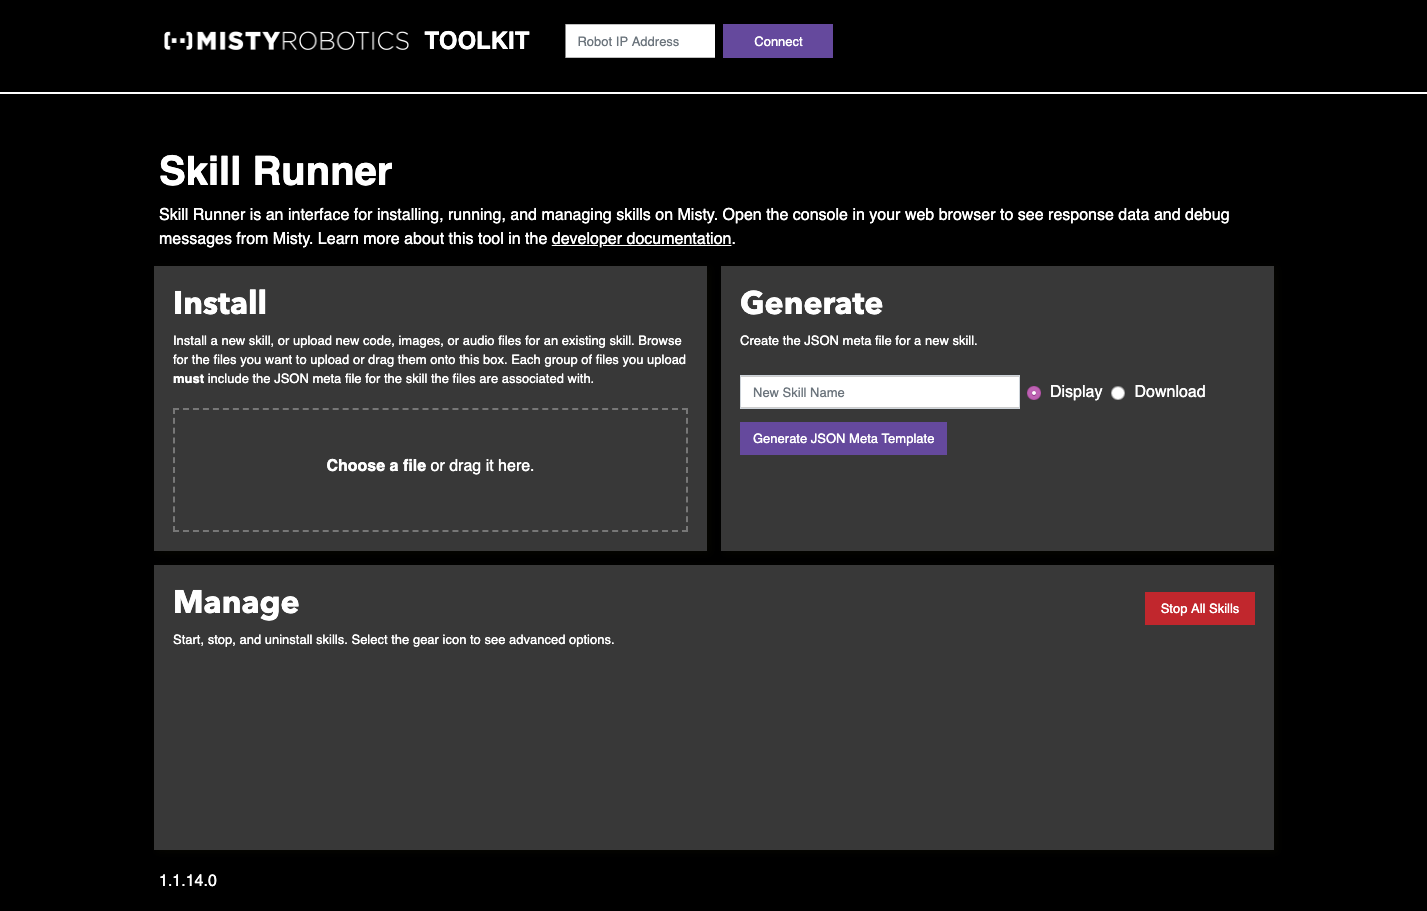 MISTYROBOTICS TOOLKIT Robot IP Address Connect
Skill Runner
Skill Runner is an interface for installing, running, and managing skills on Misty. Open the console in your web browser to see response data and debug
messages from Misty. Learn more about this tool in the developer documentation.
Install
Install a new skill, or upload new code, images, or audio files for an existing skill. Browse
for the files you want to upload or drag them onto this box. Each group of files you upload
must include the JSON meta file for the skill the files are associated with.
Choose a file or drag it here.
Generate
Create the JSON meta file for a new skill.
New Skill Name Display Download
Generate JSON Meta Template
Manage
Stop All Skills
Start, stop, and uninstall skills. Select the gear icon to see advanced options.
1.1.14.0